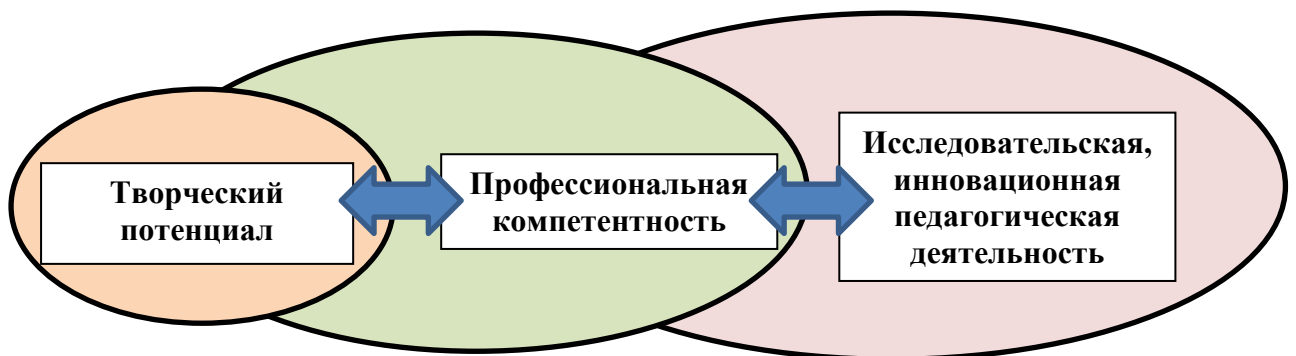 Творческий
потенциал
Профессиональная
компетентность
Исследовательская,
инновационная
педагогическая
деятельность